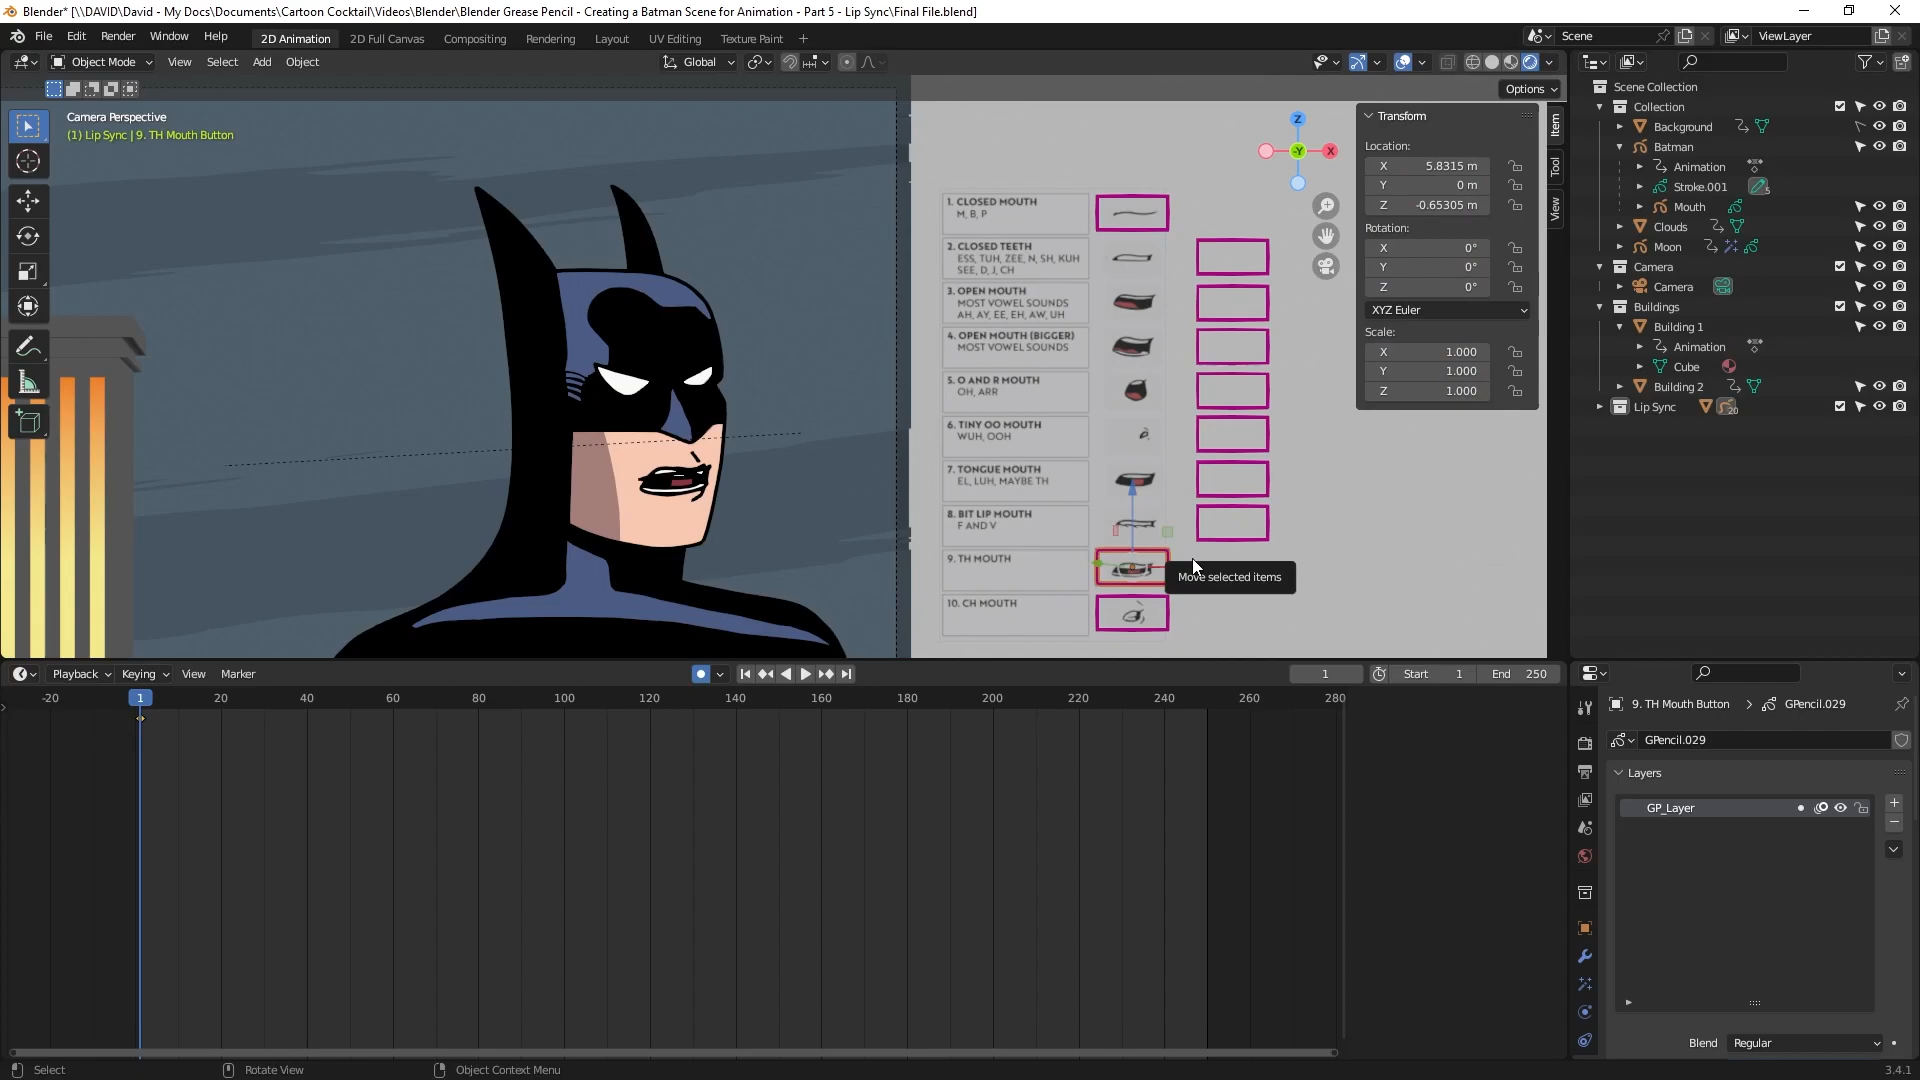 Blender* [\\DAVID\David - My Docs\Documents\Cartoon Cocktail\Videos\Blender\Blender Grease Pencil - Creating a Batman Scene for Animation - Part 5 - Lip Sync\Final File.blend]
File Edit Render Window Help 2D Animation 2D Full Canvas Compositing Rendering Layout UV Editing Texture Paint + Scene ViewLayer
Object Mode View Select Add Object Global
Options
Camera Perspective
(1) Lip Sync | 9. TH Mouth Button
1. CLOSED MOUTH
M, B, P
2. CLOSED TEETH
ESS, TUH, ZEE, N, SH, KUH
SEE, D, J, CH
3. OPEN MOUTH
MOST VOWEL SOUNDS
AH, AY, EE, EH, AW, UH
4. OPEN MOUTH (BIGGER)
MOST VOWEL SOUNDS
5. O AND R MOUTH
OH, ARR
6. TINY OO MOUTH
WUH, OOH
7. TONGUE MOUTH
EL, LUH, MAYBE TH
8. BIT LIP MOUTH
F AND V
9. TH MOUTH
10. CH MOUTH
Move selected items
Z
-Y
X
Transform
Location:
X 5.8315 m
Y 0 m
Z -0.65305 m
Rotation:
X 0°
Y 0°
Z 0°
XYZ Euler
Scale:
X 1.000
Y 1.000
Z 1.000
Item
Tool
View
Scene Collection
Collection
Background
Batman
Animation
Stroke.001 5
Mouth
Clouds
Moon
Camera
Camera
Buildings
Building 1
Animation
Cube
Building 2
Lip Sync 20
Playback Keying View Marker 1 Start 1 End 250
-20 1 20 40 60 80 100 120 140 160 180 200 220 240 260 280
9. TH Mouth Button > GPencil.029
GPencil.029
Layers
GP_Layer
Blend Regular
Select Rotate View Object Context Menu 3.4.1